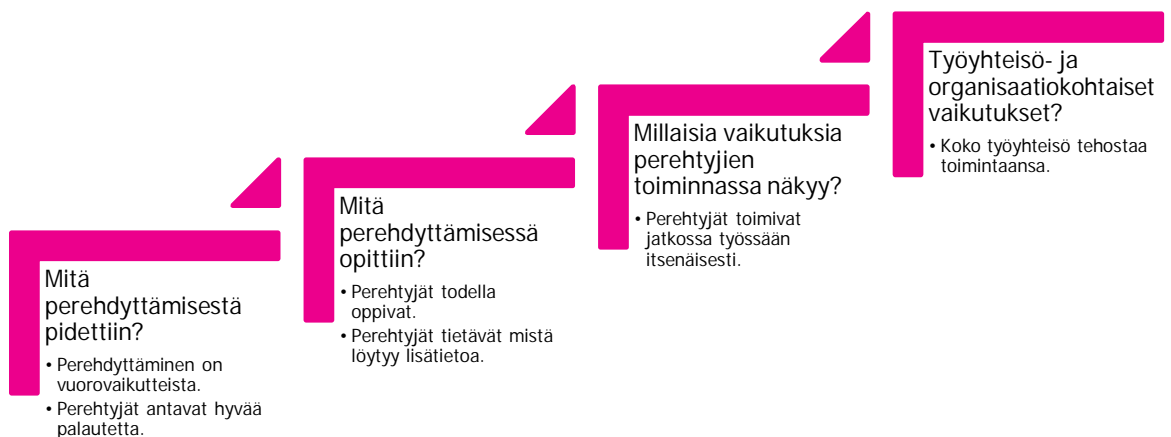 Mitä
perehdyttämisestä
pidettiin?
• Perehdyttäminen on
vuorovaikutteista.
• Perehtyjät antavat hyvää
palautetta.
Mitä
perehdyttämisessä
opittiin?
• Perehtyjät todella
oppivat.
• Perehtyjät tietävät mistä
löytyy lisätietoa.
Millaisia vaikutuksia
perehtyjien
toiminnassa näkyy?
• Perehtyjät toimivat
jatkossa työssään
itsenäisesti.
Työyhteisö- ja
organisaatiokohtaiset
vaikutukset?
• Koko työyhteisö tehostaa
toimintaansa.